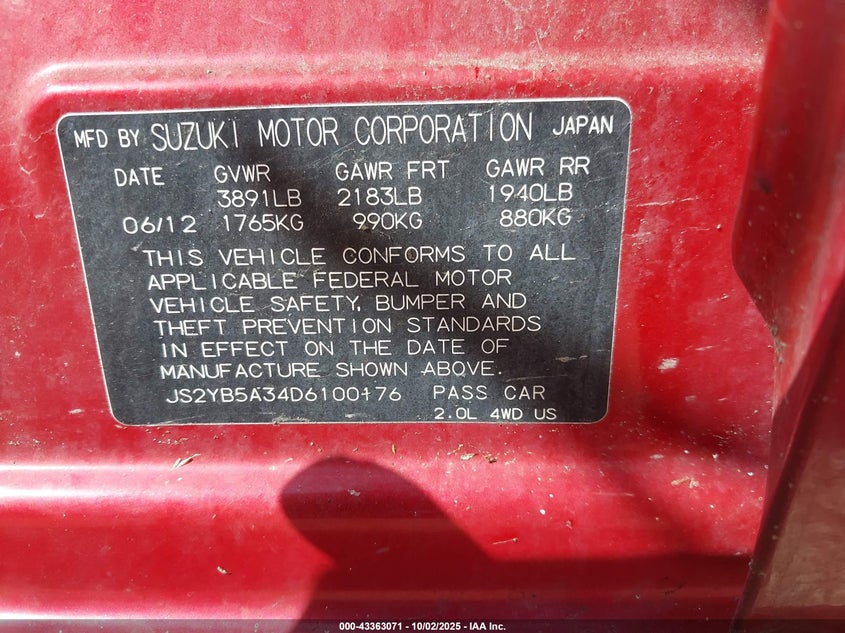 MFD BY SUZUKI MOTOR CORPORATION JAPAN
DATE GVWR GAWR FRT GAWR RR
3891LB 2183LB 1940LB
06/12 1765KG 990KG 880KG
THIS VEHICLE CONFORMS TO ALL
APPLICABLE FEDERAL MOTOR
VEHICLE SAFETY, BUMPER AND
THEFT PREVENTION STANDARDS
IN EFFECT ON THE DATE OF
MANUFACTURE SHOWN ABOVE.
JS2YB5A34D6100176 PASS CAR
2.0L 4WD US
000-43363071 - 10/02/2025 - IAA Inc.